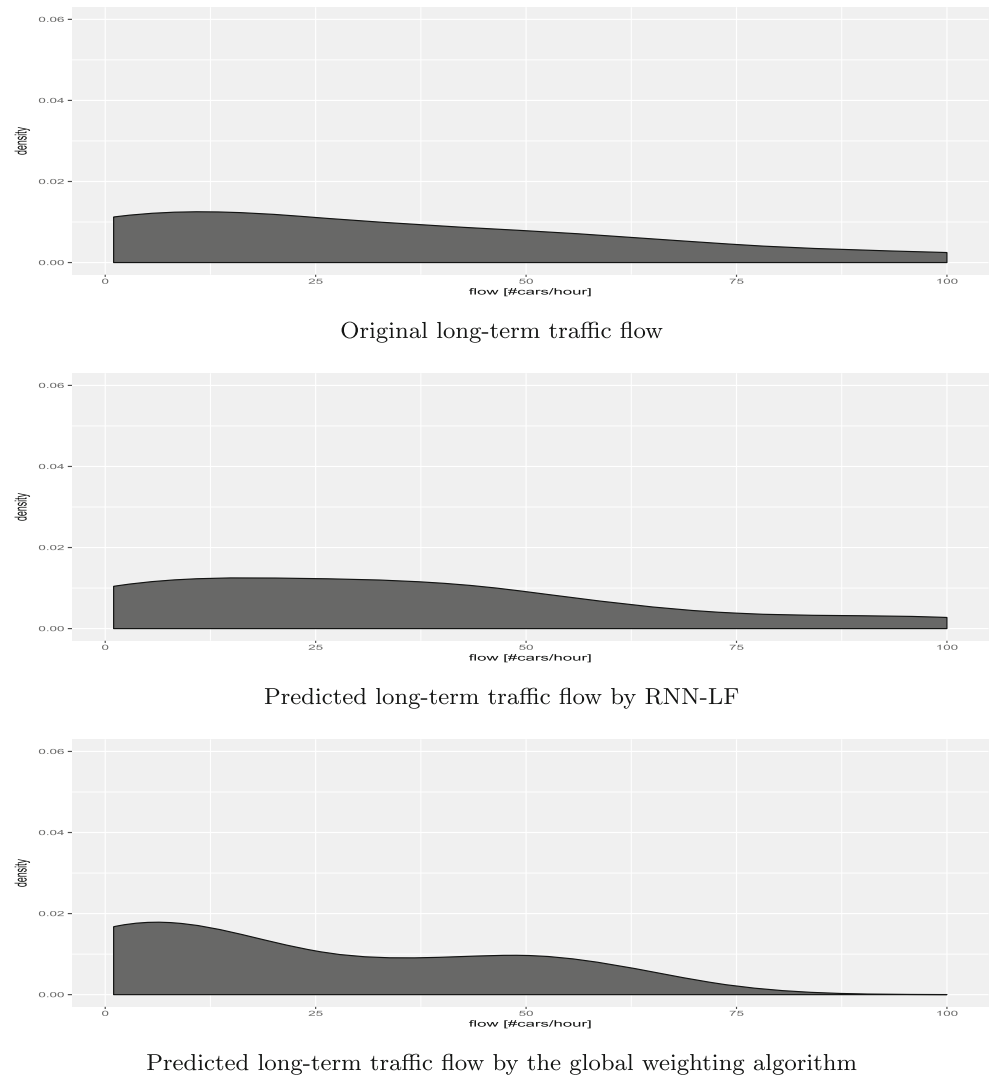 0.06
0.04
density
0.02
0.00
0 25 50 75 100
flow [#cars/hour]
Original long-term traffic flow
0.06
0.04
density
0.02
0.00
0 25 50 75 100
flow [#cars/hour]
Predicted long-term traffic flow by RNN-LF
0.06
0.04
density
0.02
0.00
0 25 50 75 100
flow [#cars/hour]
Predicted long-term traffic flow by the global weighting algorithm